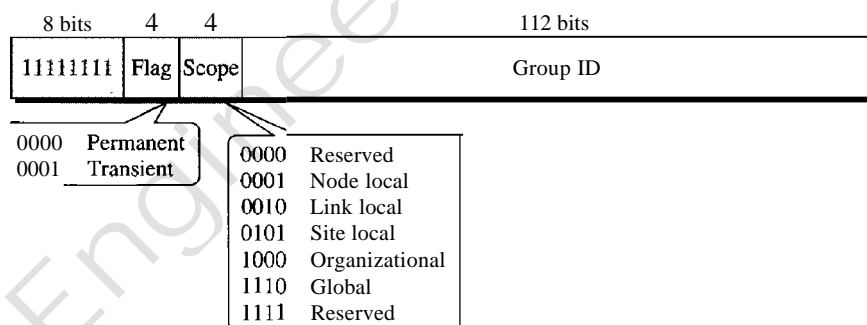 8 bits 4 4 112 bits
11111111 Flag Scope Group ID
0000 Permanent
0001 Transient
0000 Reserved
0001 Node local
0010 Link local
0101 Site local
1000 Organizational
1110 Global
1111 Reserved
Enginee